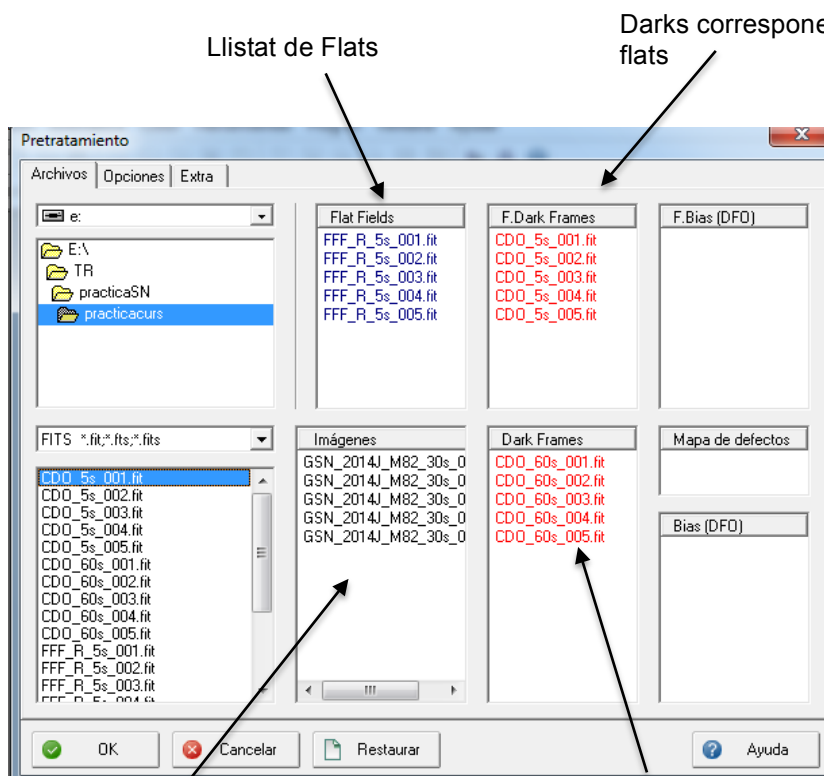 Llistat de Flats
Darks correspone
flats
Pretratamiento
Archivos
Opciones
Extra
e:
E:\
TR
practicaSN
practicacurs
Flat Fields
FFF_R_5s_001.fit
FFF_R_5s_002.fit
FFF_R_5s_003.fit
FFF_R_5s_004.fit
FFF_R_5s_005.fit
F.Dark Frames
CDO_5s_001.fit
CDO_5s_002.fit
CDO_5s_003.fit
CDO_5s_004.fit
CDO_5s_005.fit
F.Bias (DFO)
FITS *.fit;*.fts;*.fits
CDO_5s_001.fit
CDO_5s_002.fit
CDO_5s_003.fit
CDO_5s_004.fit
CDO_5s_005.fit
CDO_60s_001.fit
CDO_60s_002.fit
CDO_60s_003.fit
CDO_60s_004.fit
CDO_60s_005.fit
FFF_R_5s_001.fit
FFF_R_5s_002.fit
FFF_R_5s_003.fit
Imágenes
GSN_2014J_M82_30s_0
GSN_2014J_M82_30s_0
GSN_2014J_M82_30s_0
GSN_2014J_M82_30s_0
GSN_2014J_M82_30s_0
Dark Frames
CDO_60s_001.fit
CDO_60s_002.fit
CDO_60s_003.fit
CDO_60s_004.fit
CDO_60s_005.fit
Mapa de defectos
Bias (DFO)
OK
Cancelar
Restaurar
Ayuda